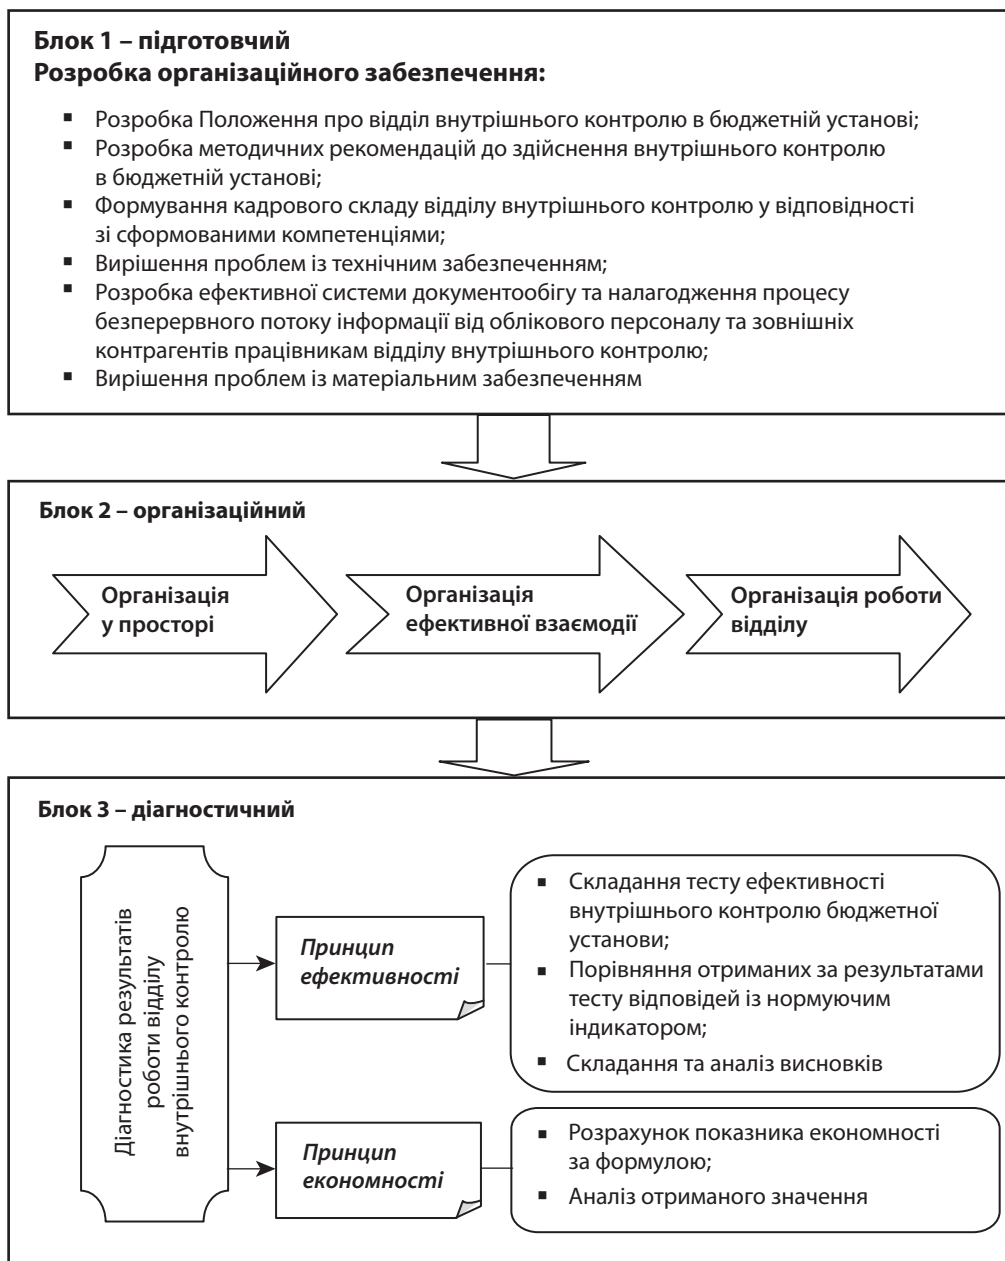 Блок 1 – підготовчий
Розробка організаційного забезпечення:
▪ Розробка Положення про відділ внутрішнього контролю в бюджетній установі;
▪ Розробка методичних рекомендацій до здійснення внутрішнього контролю
в бюджетній установі;
▪ Формування кадрового складу відділу внутрішнього контролю у відповідності
зі сформованими компетенціями;
▪ Вирішення проблем із технічним забезпеченням;
▪ Розробка ефективної системи документообігу та налагодження процесу
безперервного потоку інформації від облікового персоналу та зовнішніх
контрагентів працівникам відділу внутрішнього контролю;
▪ Вирішення проблем із матеріальним забезпеченням
Блок 2 – організаційний
Організація
у просторі
Організація
ефективної взаємодії
Організація роботи
відділу
Блок 3 – діагностичний
Діагностика результатів
роботи відділу
внутрішнього контролю
Принцип
ефективності
▪ Складання тесту ефективності
внутрішнього контролю бюджетної
установи;
▪ Порівняння отриманих за результатами
тесту відповідей із нормуючим
індикатором;
▪ Складання та аналіз висновків
Принцип
економності
▪ Розрахунок показника економності
за формулою;
▪ Аналіз отриманого значення